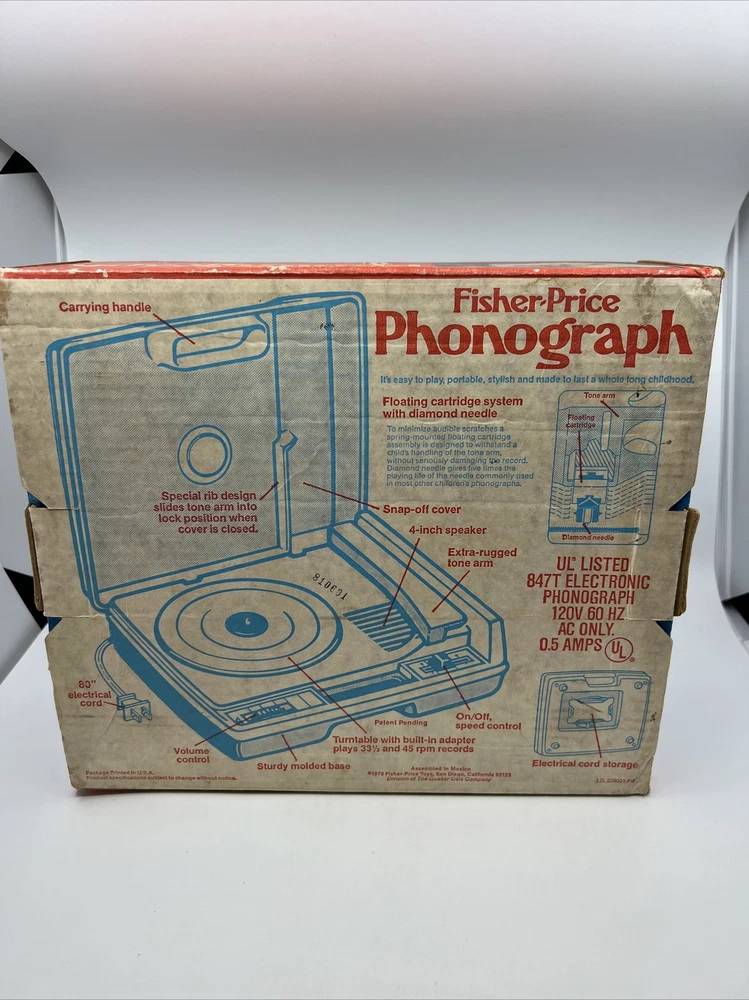 Fisher-Price
Phonograph
It's easy to play, portable, stylish and made to last a whole long childhood.
Carrying handle
Floating cartridge system
with diamond needle
To minimize audible scratches a
spring-mounted floating cartridge
assembly is designed to withstand a
child's handling of the tone arm,
without seriously damaging the record.
Diamond needle gives five times the
playing life of the needle commonly used
in most other children's phonographs.
Tone arm
Floating
cartridge
Diamond needle
Special rib design
slides tone arm into
lock position when
cover is closed.
Snap-off cover
4-inch speaker
Extra-rugged
tone arm
UL® LISTED
847T ELECTRONIC
PHONOGRAPH
120V 60 HZ
AC ONLY.
0.5 AMPS UL
80"
electrical
cord
Volume
control
Sturdy molded base
Patent Pending
Turntable with built-in adapter
plays 33⅓ and 45 rpm records
On/Off,
speed control
Electrical cord storage
Package Printed in U.S.A.
Product specifications subject to change without notice.
Assembled in Mexico
Fisher-Price Toys, San Diego, California
Division of The Quaker Oats Company